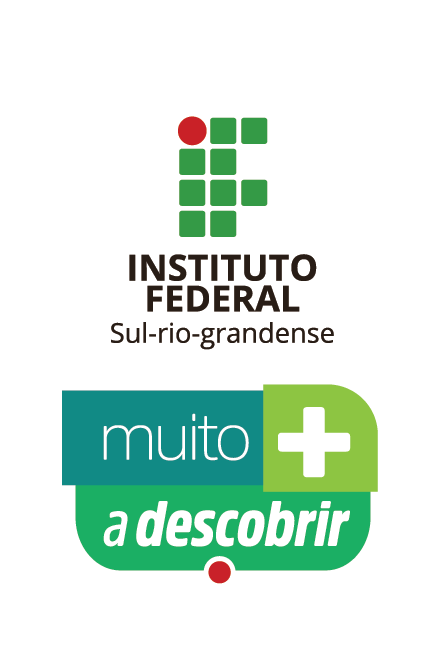 INSTITUTO
FEDERAL
Sul-rio-grandense
muito +
a descobrir